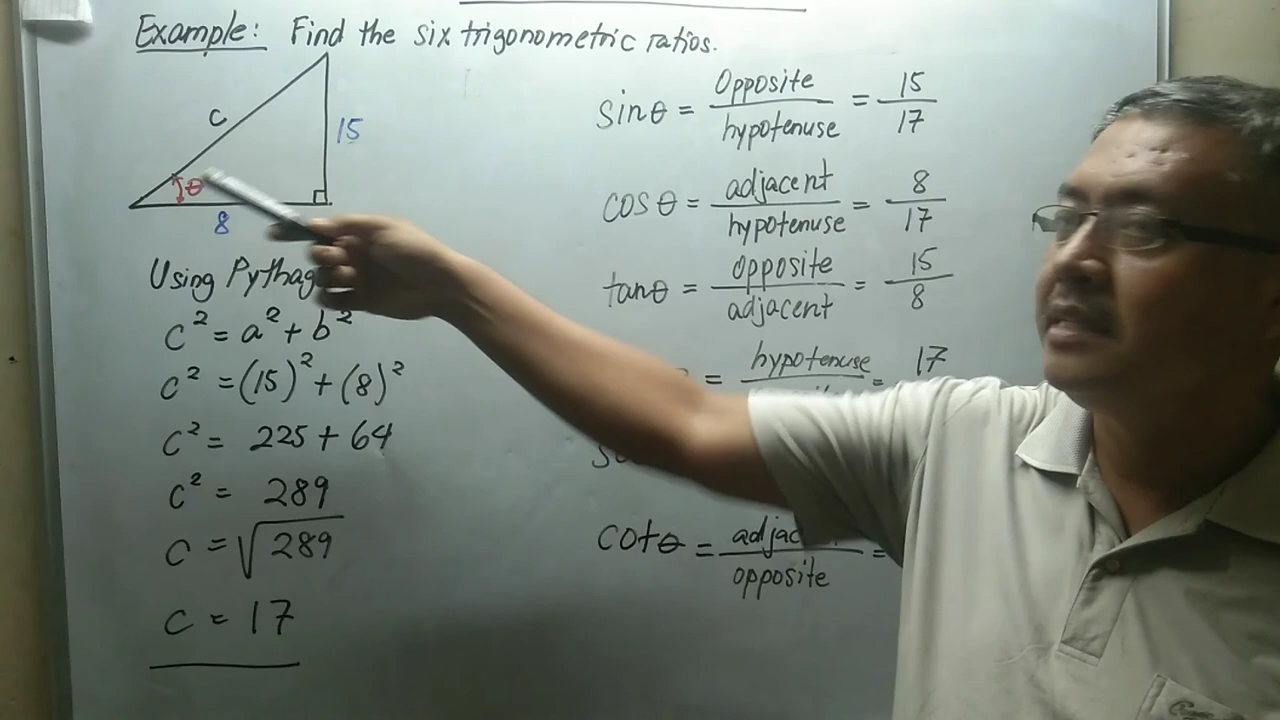 Example: Find the six trigonometric ratios.
c
15
θ
8
Using
c² = a² + b²
c² = (15)² + (8)²
c² = 225 + 64
c² = 289
c = √289
c = 17
sinθ = Opposite/hypotenuse = 15/17
cosθ = adjacent/hypotenuse = 8/17
tanθ = opposite/adjacent = 15/8
= hypotenuse = 17
cotθ = /opposite =